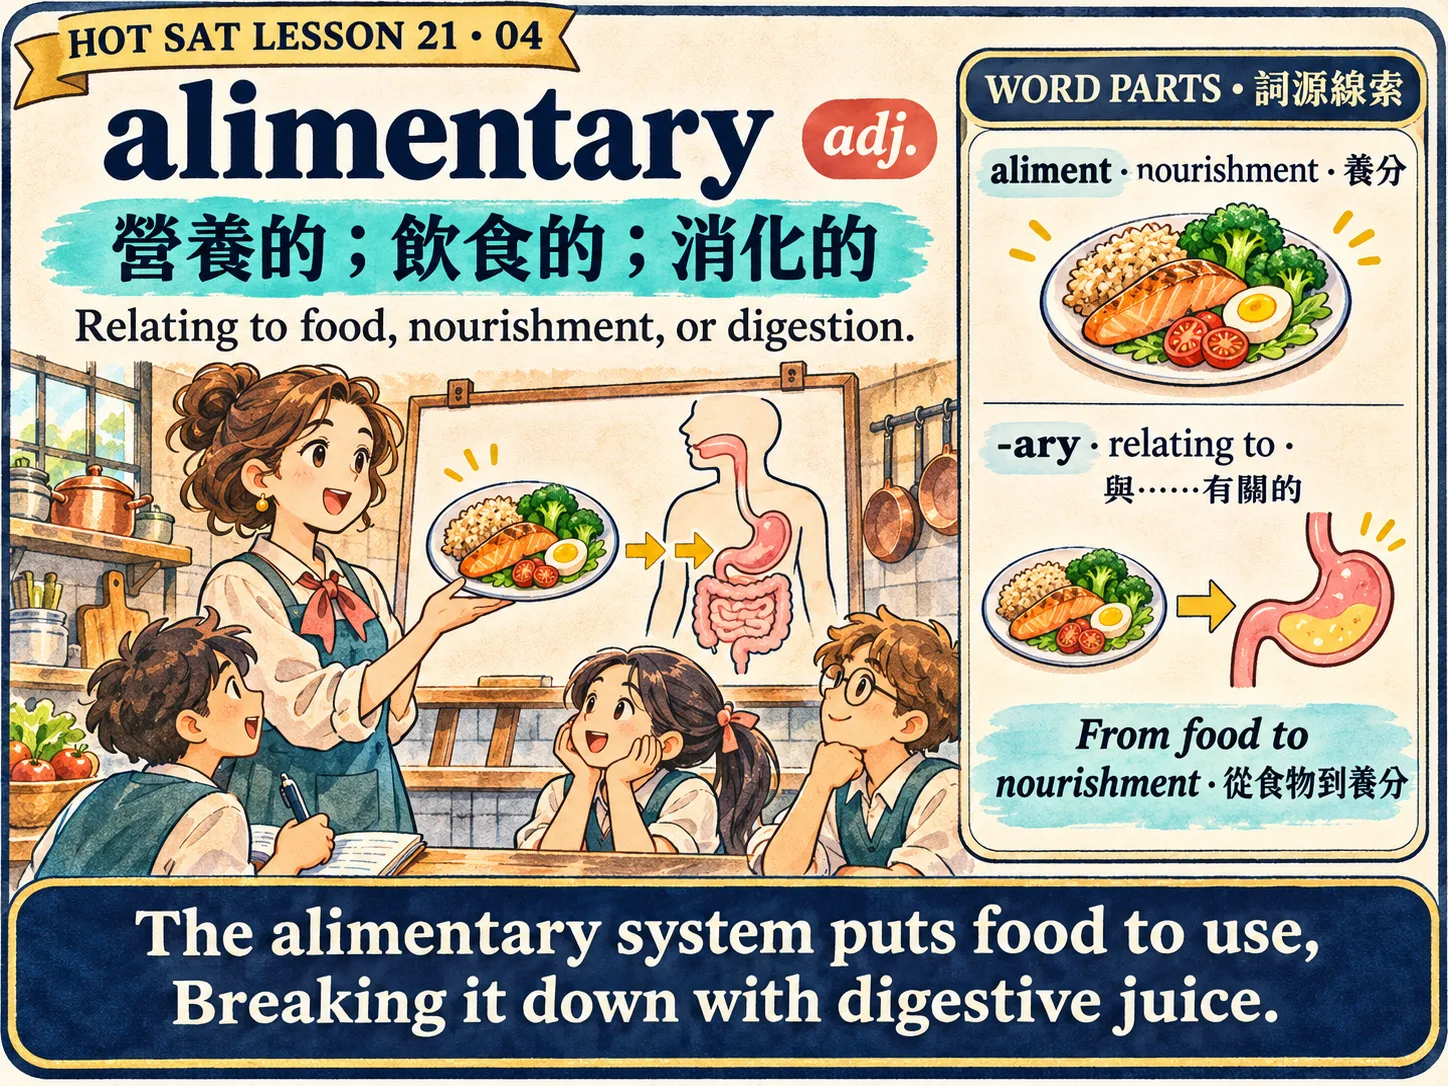 HOT SAT LESSON 21 • 04
alimentary adj.
營養的；飲食的；消化的
Relating to food, nourishment, or digestion.
WORD PARTS • 詞源線索
aliment · nourishment · 養分
-ary · relating to ·
與……有關的
From food to
nourishment · 從食物到養分
The alimentary system puts food to use,
Breaking it down with digestive juice.